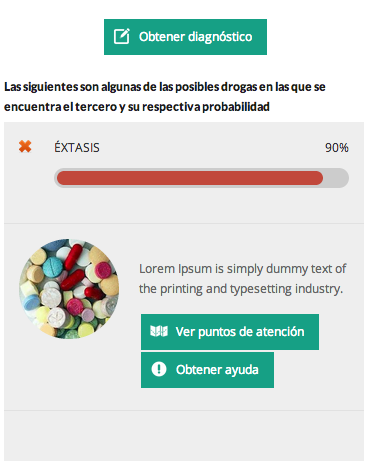 Obtener diagnóstico
Las siguientes son algunas de las posibles drogas en las que se
encuentra el tercero y su respectiva probabilidad
ÉXTASIS 90%
Lorem Ipsum is simply dummy text of
the printing and typesetting industry.
Ver puntos de atención
Obtener ayuda